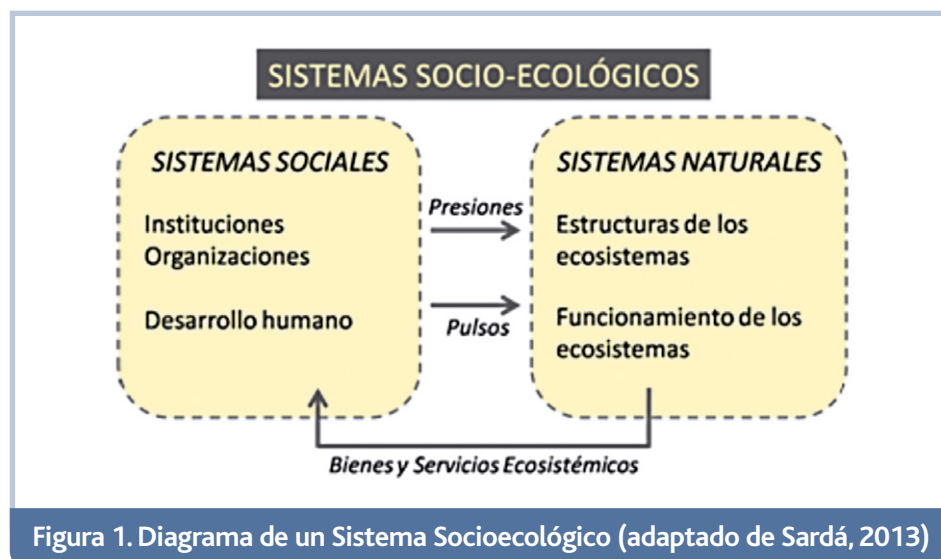 SISTEMAS SOCIO-ECOLÓGICOS
SISTEMAS SOCIALES
Instituciones
Organizaciones
Desarrollo humano
Presiones
Pulsos
SISTEMAS NATURALES
Estructuras de los
ecosistemas
Funcionamiento de los
ecosistemas
Bienes y Servicios Ecosistémicos
Figura 1. Diagrama de un Sistema Socioecológico (adaptado de Sardá, 2013)